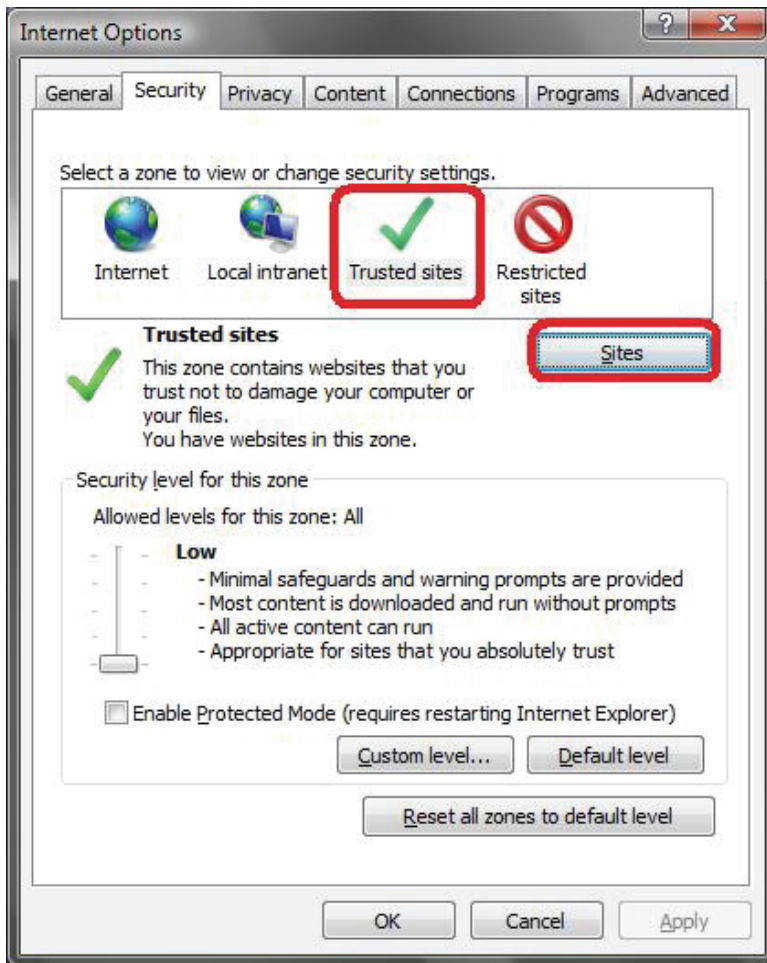 Internet Options
?
X
General Security Privacy Content Connections Programs Advanced
Select a zone to view or change security settings.
Internet Local intranet Trusted sites Restricted
sites
Trusted sites
Sites
This zone contains websites that you
trust not to damage your computer or
your files.
You have websites in this zone.
Security level for this zone
Allowed levels for this zone: All
Low
- Minimal safeguards and warning prompts are provided
- Most content is downloaded and run without prompts
- All active content can run
- Appropriate for sites that you absolutely trust
Enable Protected Mode (requires restarting Internet Explorer)
Custom level... Default level
Reset all zones to default level
OK Cancel Apply